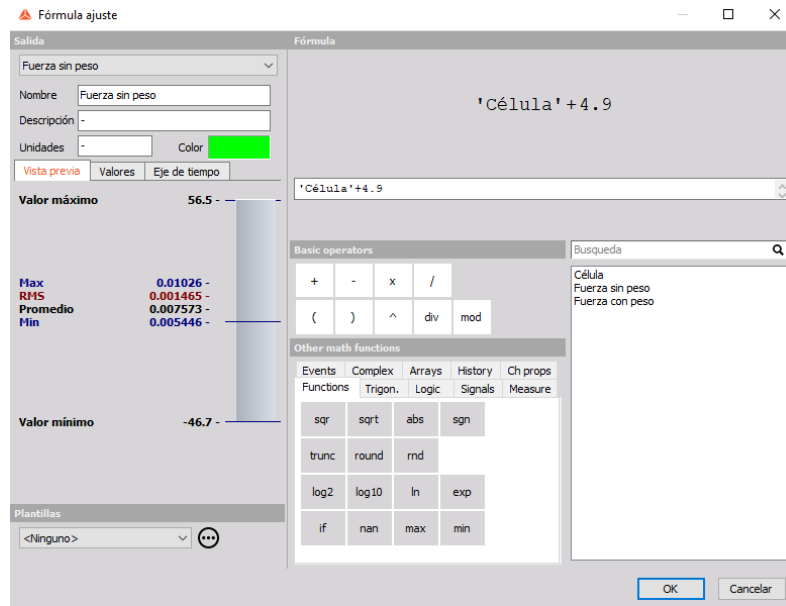 Fórmula ajuste
Salida
Fuerza sin peso
Nombre Fuerza sin peso
Descripción -
Unidades - Color
Vista previa Valores Eje de tiempo
Valor máximo 56.5 -
Max 0.01026 -
RMS 0.001465 -
Promedio 0.007573 -
Min 0.005446 -
Valor mínimo -46.7 -
Plantillas
<Ninguno>
Fórmula
'Célula'+4.9
'Célula'+4.9
Basic operators
+ - x /
( ) ^ div mod
Other math functions
Events Complex Arrays History Ch props
Functions Trigon. Logic Signals Measure
sqr sqrt abs sgn
trunc round rnd
log2 log10 ln exp
if nan max min
Busqueda
Célula
Fuerza sin peso
Fuerza con peso
OK Cancelar